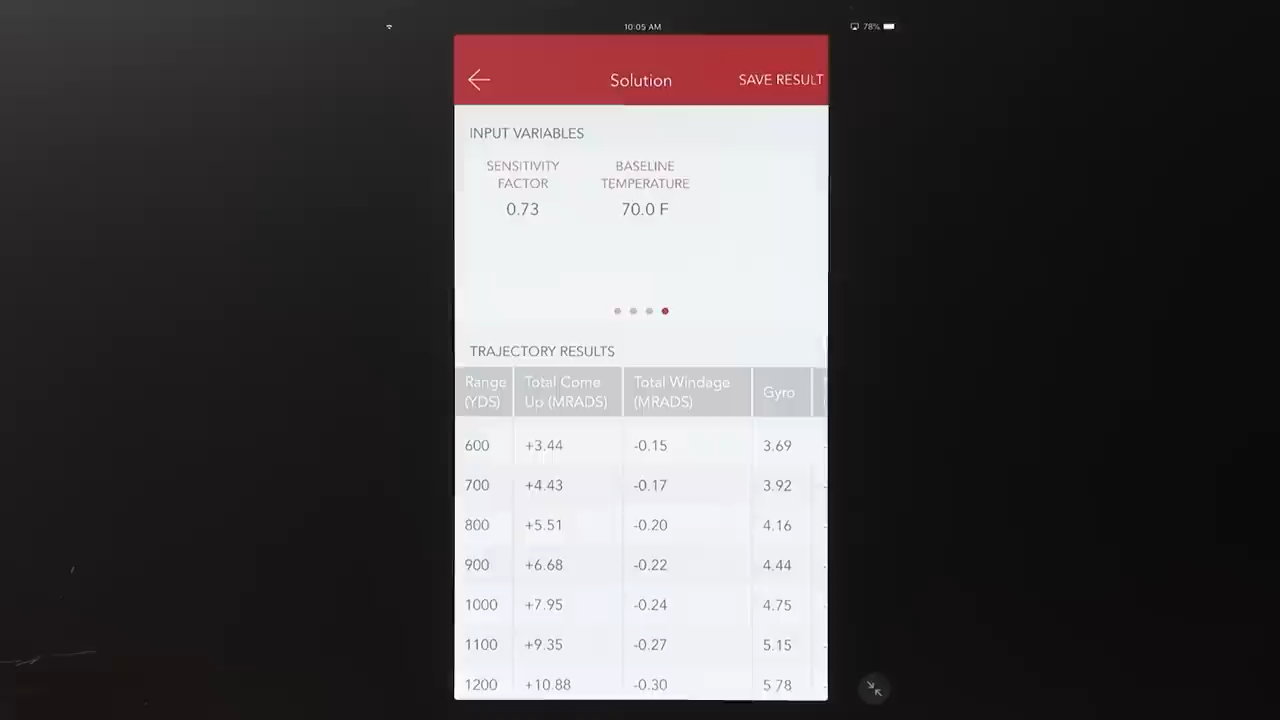 10:05 AM
78%
Solution
SAVE RESULT
INPUT VARIABLES
SENSITIVITY
FACTOR
BASELINE
TEMPERATURE
0.73
70.0 F
TRAJECTORY RESULTS
Range (YDS)
Total Come Up (MRADS)
Total Windage (MRADS)
Gyro
600 +3.44 -0.15 3.69
700 +4.43 -0.17 3.92
800 +5.51 -0.20 4.16
900 +6.68 -0.22 4.44
1000 +7.95 -0.24 4.75
1100 +9.35 -0.27 5.15
1200 +10.88 -0.30 5.78